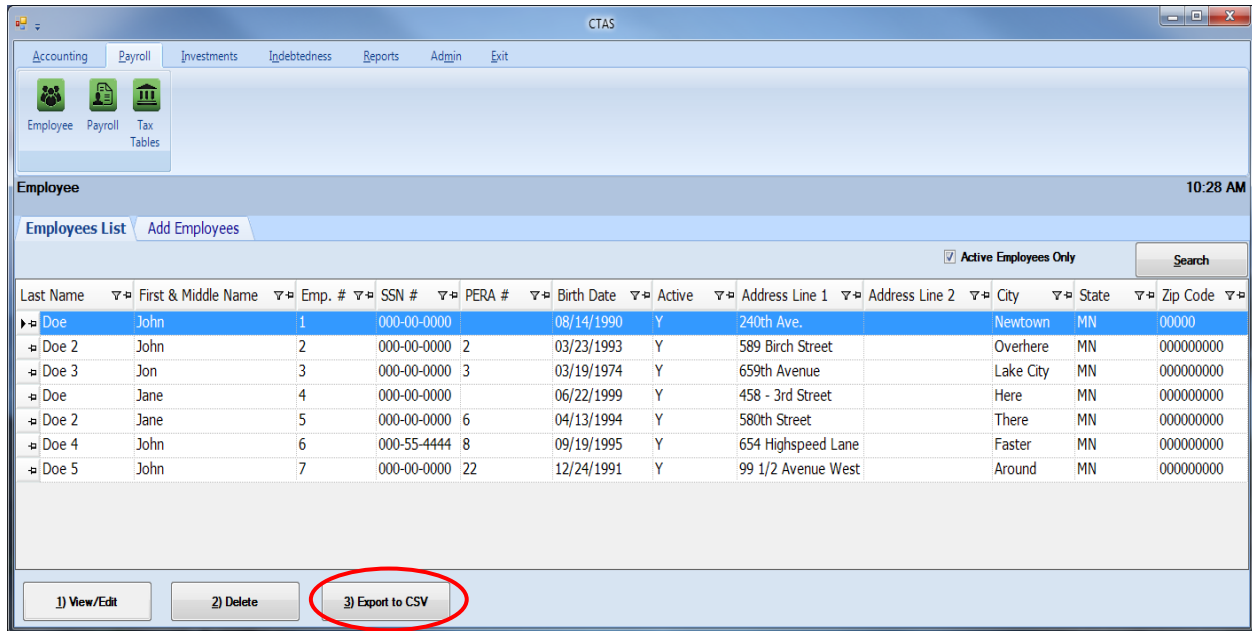 CTAS
Accounting Payroll Investments Indebtedness Reports Admin Exit
Employee Payroll Tax
Tables
Employee 10:28 AM
Employees List Add Employees
Active Employees Only Search
Last Name First & Middle Name Emp. # SSN # PERA # Birth Date Active Address Line 1 Address Line 2 City State Zip Code
Doe John 1 000-00-0000 08/14/1990 Y 240th Ave. Newtown MN 00000
Doe 2 John 2 000-00-0000 2 03/23/1993 Y 589 Birch Street Overhere MN 000000000
Doe 3 Jon 3 000-00-0000 3 03/19/1974 Y 659th Avenue Lake City MN 000000000
Doe Jane 4 000-00-0000 06/22/1999 Y 458 - 3rd Street Here MN 000000000
Doe 2 Jane 5 000-00-0000 6 04/13/1994 Y 580th Street There MN 000000000
Doe 4 John 6 000-55-4444 8 09/19/1995 Y 654 Highspeed Lane Faster MN 000000000
Doe 5 John 7 000-00-0000 22 12/24/1991 Y 99 1/2 Avenue West Around MN 000000000
1) View/Edit 2) Delete 3) Export to CSV